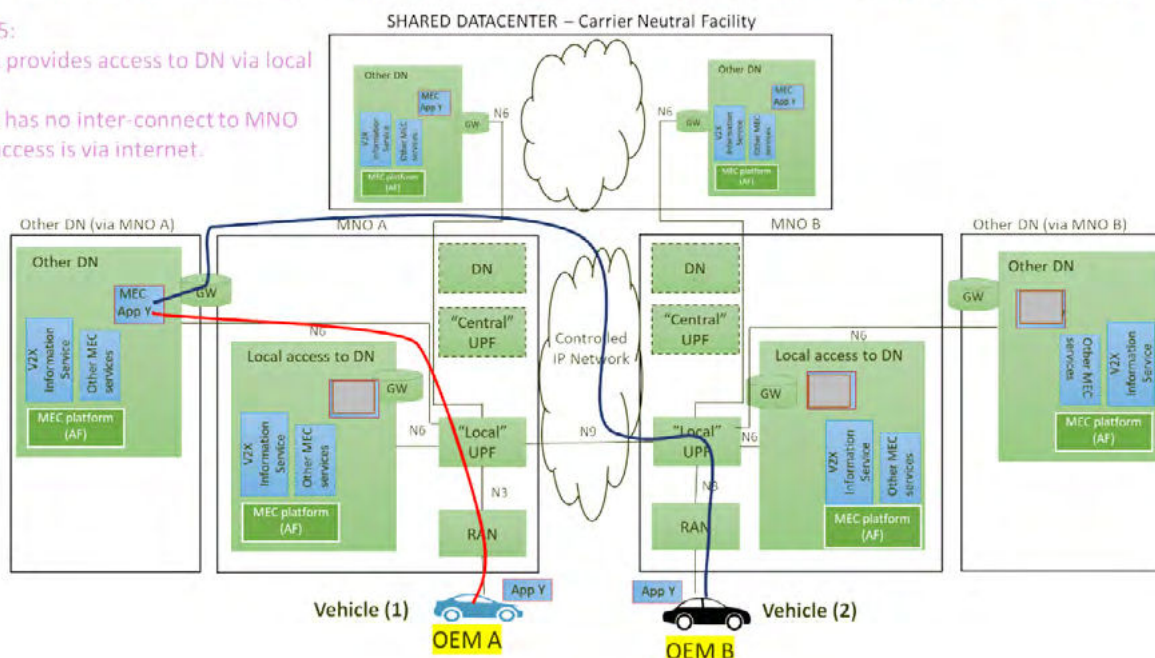 SHARED DATACENTER – Carrier Neutral Facility
5:
provides access to DN via local
has no inter-connect to MNO
access is via internet.
Other DN
MEC
App Y
V2X
Information
Service
Other MEC
services
MEC platform
(AF)
GW
N6
Other DN
MEC
App Y
V2X
Information
Service
Other MEC
services
MEC platform
(AF)
GW
N6
Other DN (via MNO A)
Other DN
MEC
App Y
V2X
Information
Service
Other MEC
services
MEC platform
(AF)
GW
MNO A
N6
Local access to DN
GW
V2X
Information
Service
Other MEC
services
MEC platform
(AF)
N6
DN
"Central"
UPF
"Local"
UPF
N3
RAN
Controlled
IP Network
N9
MNO B
DN
"Central"
UPF
"Local"
UPF
N3
RAN
N6
N6
Local access to DN
GW
V2X
Information
Service
Other MEC
services
MEC platform
(AF)
Other DN (via MNO B)
GW
Other DN
Other MEC
services
V2X
Information
Service
MEC platform
(AF)
Vehicle (1)
App Y
OEM A
App Y
Vehicle (2)
OEM B